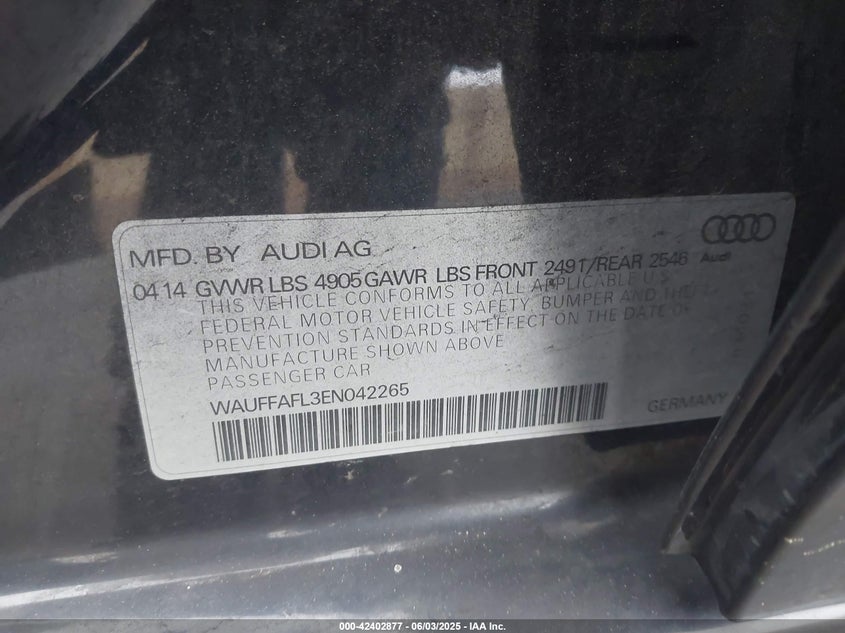 MFD. BY AUDI AG
Audi
04 14 GVWR LBS 4905 GAWR LBS FRONT 2491/REAR 2546
THIS VEHICLE CONFORMS TO ALL APPLICABLE U.S.
FEDERAL MOTOR VEHICLE SAFETY, BUMPER AND THEFT
PREVENTION STANDARDS IN EFFECT ON THE DATE OF
MANUFACTURE SHOWN ABOVE
PASSENGER CAR
WAUFFAFL3EN042265
GERMANY
000-42402877 - 06/03/2025 - IAA Inc.